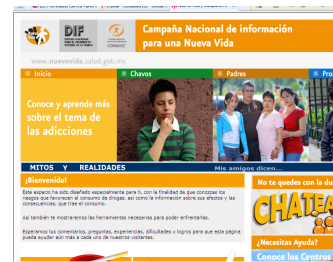 DIF
CONADIC
Campaña Nacional de información
para una Nueva Vida
www.nuevavida.salud.gob.mx
Inicio
Chavos
Padres
Pro
Conoce y aprende más
sobre el tema de
las adicciones
MITOS Y REALIDADES
Mis amigos dicen...
¡Bienvenido!
Este espacio ha sido diseñado especialmente para ti, con la finalidad de que conozcas los
riesgos que favorecen al consumo de drogas, así como la información sobre sus efectos y las
consecuencias, que trae el consumo.
Así también te mostraremos las herramientas necesarias para poder enfrentarlas.
Esperamos tus comentarios, preguntas, experiencias, dificultades y logros para que esta página
pueda ayudar aún más a cada uno de nuestros visitantes.
No te quedes con la du
CHATEA
¿Necesitas Ayuda?
Conoce los Centros